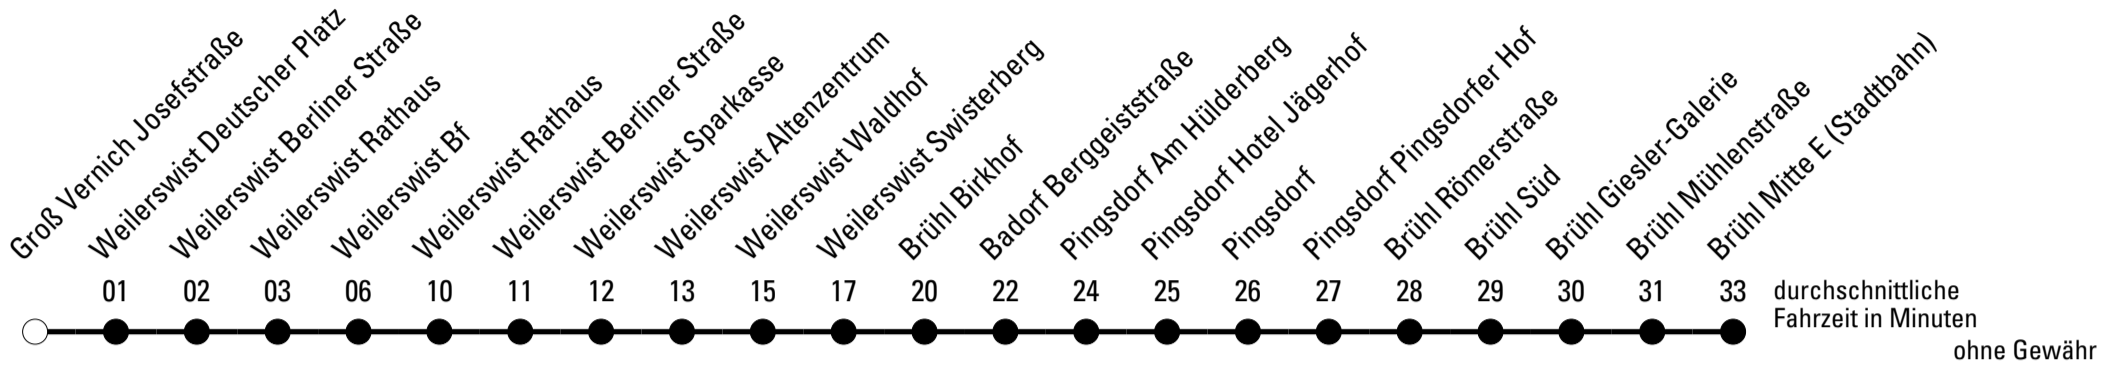 Groß Vernich Josefstraße
Weilerswist Deutscher Platz
Weilerswist Berliner Straße
Weilerswist Rathaus
Weilerswist Bf
Weilerswist Rathaus
Weilerswist Berliner Straße
Weilerswist Sparkasse
Weilerswist Altenzentrum
Weilerswist Waldhof
Weilerswist Swisterberg
Brühl Birkhof
Badorf Berggeiststraße
Pingsdorf Am Hülderberg
Pingsdorf Hotel Jägerhof
Pingsdorf
Pingsdorf Pingsdorfer Hof
Brühl Römerstraße
Brühl Süd
Brühl Giesler-Galerie
Brühl Mühlenstraße
Brühl Mitte E (Stadtbahn)
01 02 03 06 10 11 12 13 15 17 20 22 24 25 26 27 28 29 30 31 33
durchschnittliche
Fahrzeit in Minuten
ohne Gewähr